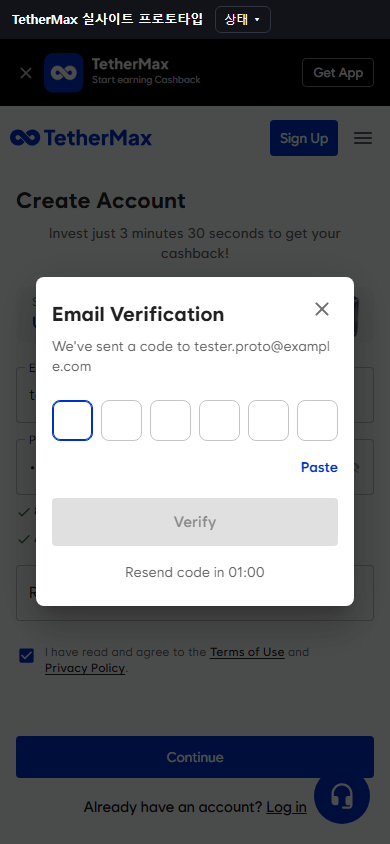 TetherMax 실사이트 프로토타입
상태
TetherMax
Start earning Cashback
Get App
TetherMax
Sign Up
Create Account
Invest just 3 minutes 30 seconds to get your
cashback!
Email Verification
We've sent a code to tester.proto@exampl
e.com
Paste
Verify
Resend code in 01:00
I have read and agree to the Terms of Use and
Privacy Policy.
Continue
Already have an account? Log in